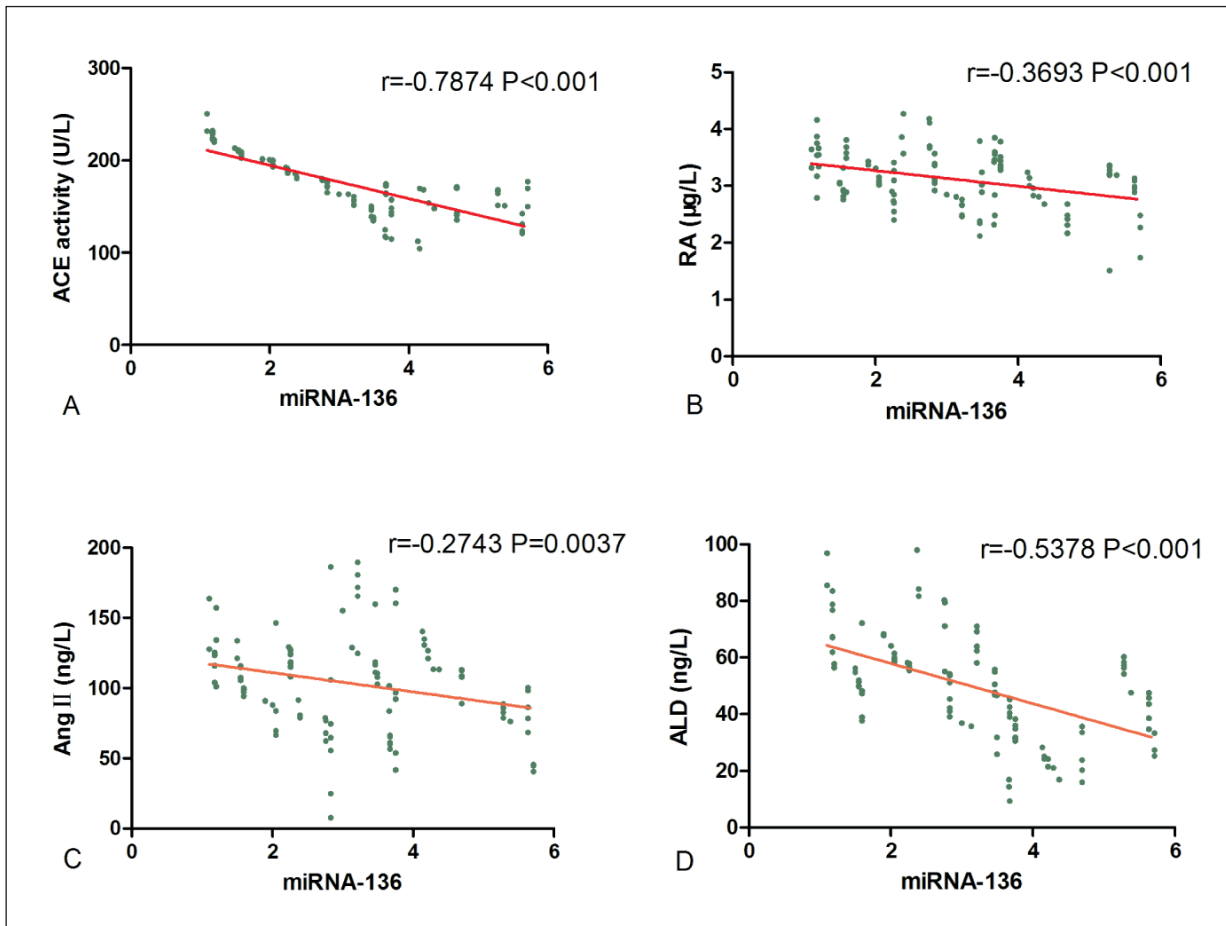 r=-0.7874 P<0.001
300
200
100
0
ACE activity (U/L)
0 2 4 6
miRNA-136
A
r=-0.3693 P<0.001
5
4
3
2
1
0
RA (µg/L)
0 2 4 6
miRNA-136
B
r=-0.2743 P=0.0037
200
150
100
50
0
Ang II (ng/L)
0 2 4 6
miRNA-136
C
r=-0.5378 P<0.001
100
80
60
40
20
0
ALD (ng/L)
0 2 4 6
miRNA-136
D